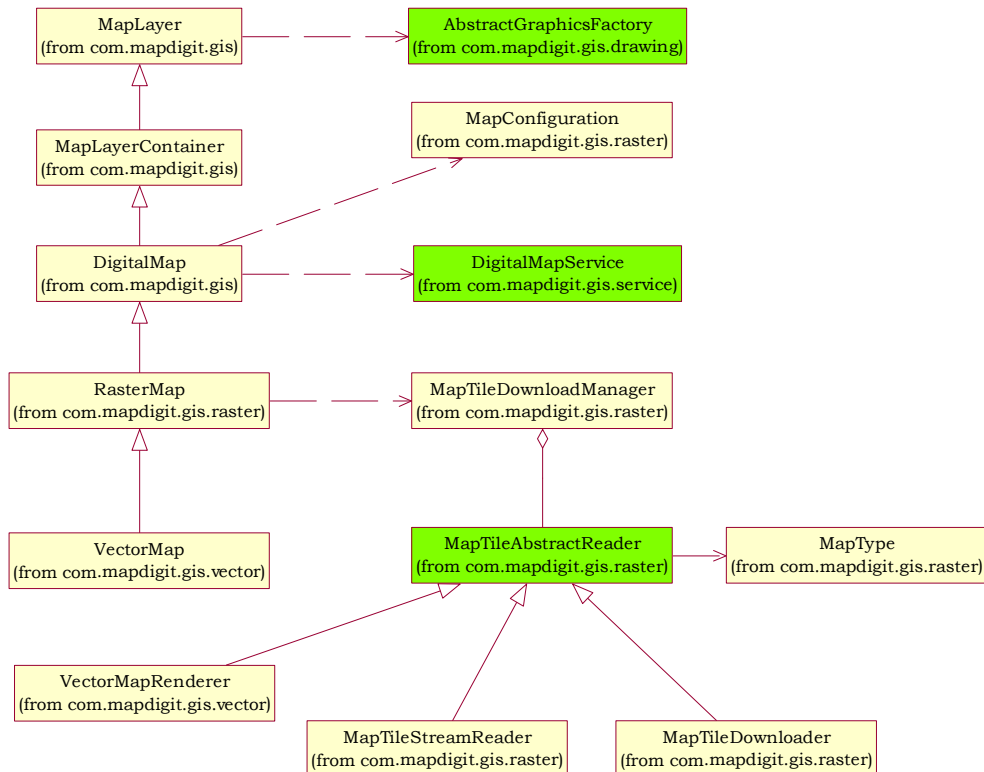 MapLayer
(from com.mapdigit.gis)
AbstractGraphicsFactory
(from com.mapdigit.gis.drawing)
MapConfiguration
(from com.mapdigit.gis.raster)
MapLayerContainer
(from com.mapdigit.gis)
DigitalMap
(from com.mapdigit.gis)
DigitalMapService
(from com.mapdigit.gis.service)
RasterMap
(from com.mapdigit.gis.raster)
MapTileDownloadManager
(from com.mapdigit.gis.raster)
VectorMap
(from com.mapdigit.gis.vector)
MapTileAbstractReader
(from com.mapdigit.gis.raster)
MapType
(from com.mapdigit.gis.raster)
VectorMapRenderer
(from com.mapdigit.gis.vector)
MapTileStreamReader
(from com.mapdigit.gis.raster)
MapTileDownloader
(from com.mapdigit.gis.raster)